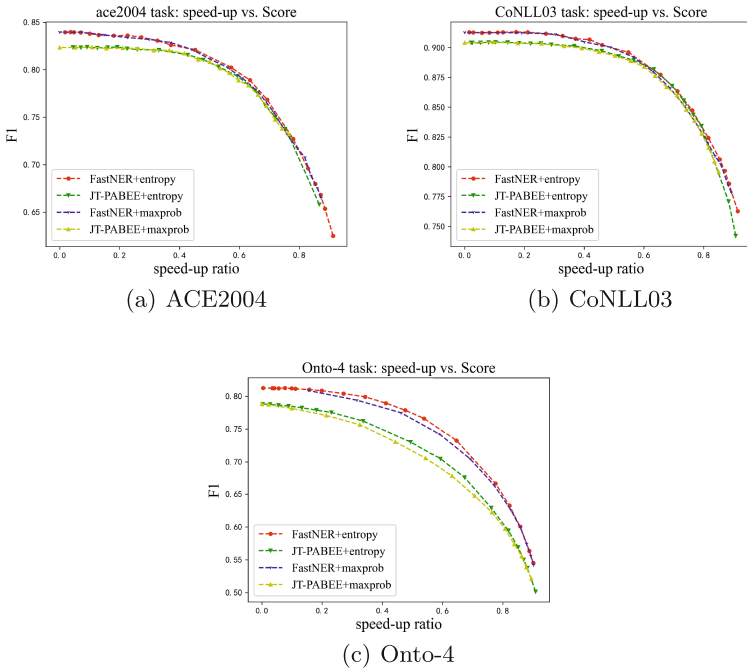 ace2004 task: speed-up vs. Score
0.85
0.80
0.75
0.70
0.65
F1
FastNER+entropy
JT-PABEE+entropy
FastNER+maxprob
JT-PABEE+maxprob
0.0 0.2 0.4 0.6 0.8
speed-up ratio
(a) ACE2004
CoNLL03 task: speed-up vs. Score
0.900
0.875
0.850
0.825
0.800
0.775
0.750
F1
FastNER+entropy
JT-PABEE+entropy
FastNER+maxprob
JT-PABEE+maxprob
0.0 0.2 0.4 0.6 0.8
speed-up ratio
(b) CoNLL03
Onto-4 task: speed-up vs. Score
0.80
0.75
0.70
0.65
0.60
0.55
0.50
F1
FastNER+entropy
JT-PABEE+entropy
FastNER+maxprob
JT-PABEE+maxprob
0.0 0.2 0.4 0.6 0.8
speed-up ratio
(c) Onto-4